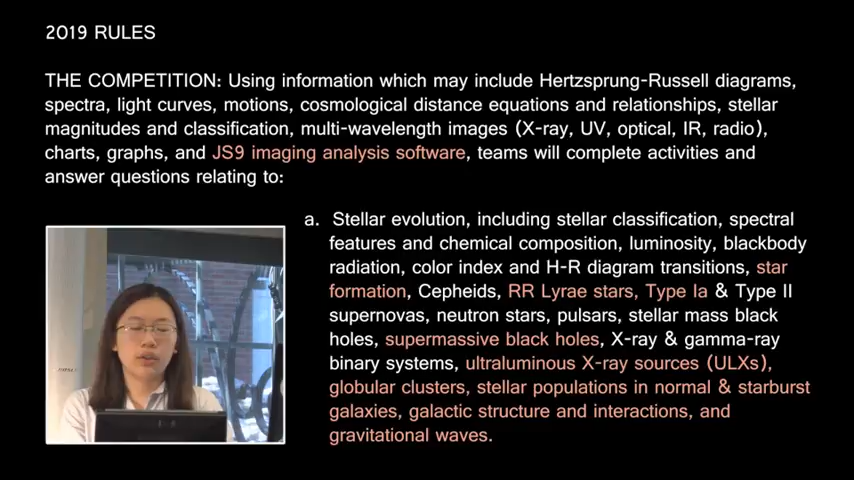 2019 RULES
THE COMPETITION: Using information which may include Hertzsprung-Russell diagrams,
spectra, light curves, motions, cosmological distance equations and relationships, stellar
magnitudes and classification, multi-wavelength images (X-ray, UV, optical, IR, radio),
charts, graphs, and JS9 imaging analysis software, teams will complete activities and
answer questions relating to:
a. Stellar evolution, including stellar classification, spectral
features and chemical composition, luminosity, blackbody
radiation, color index and H-R diagram transitions, star
formation, Cepheids, RR Lyrae stars, Type Ia & Type II
supernovas, neutron stars, pulsars, stellar mass black
holes, supermassive black holes, X-ray & gamma-ray
binary systems, ultraluminous X-ray sources (ULXs),
globular clusters, stellar populations in normal & starburst
galaxies, galactic structure and interactions, and
gravitational waves.